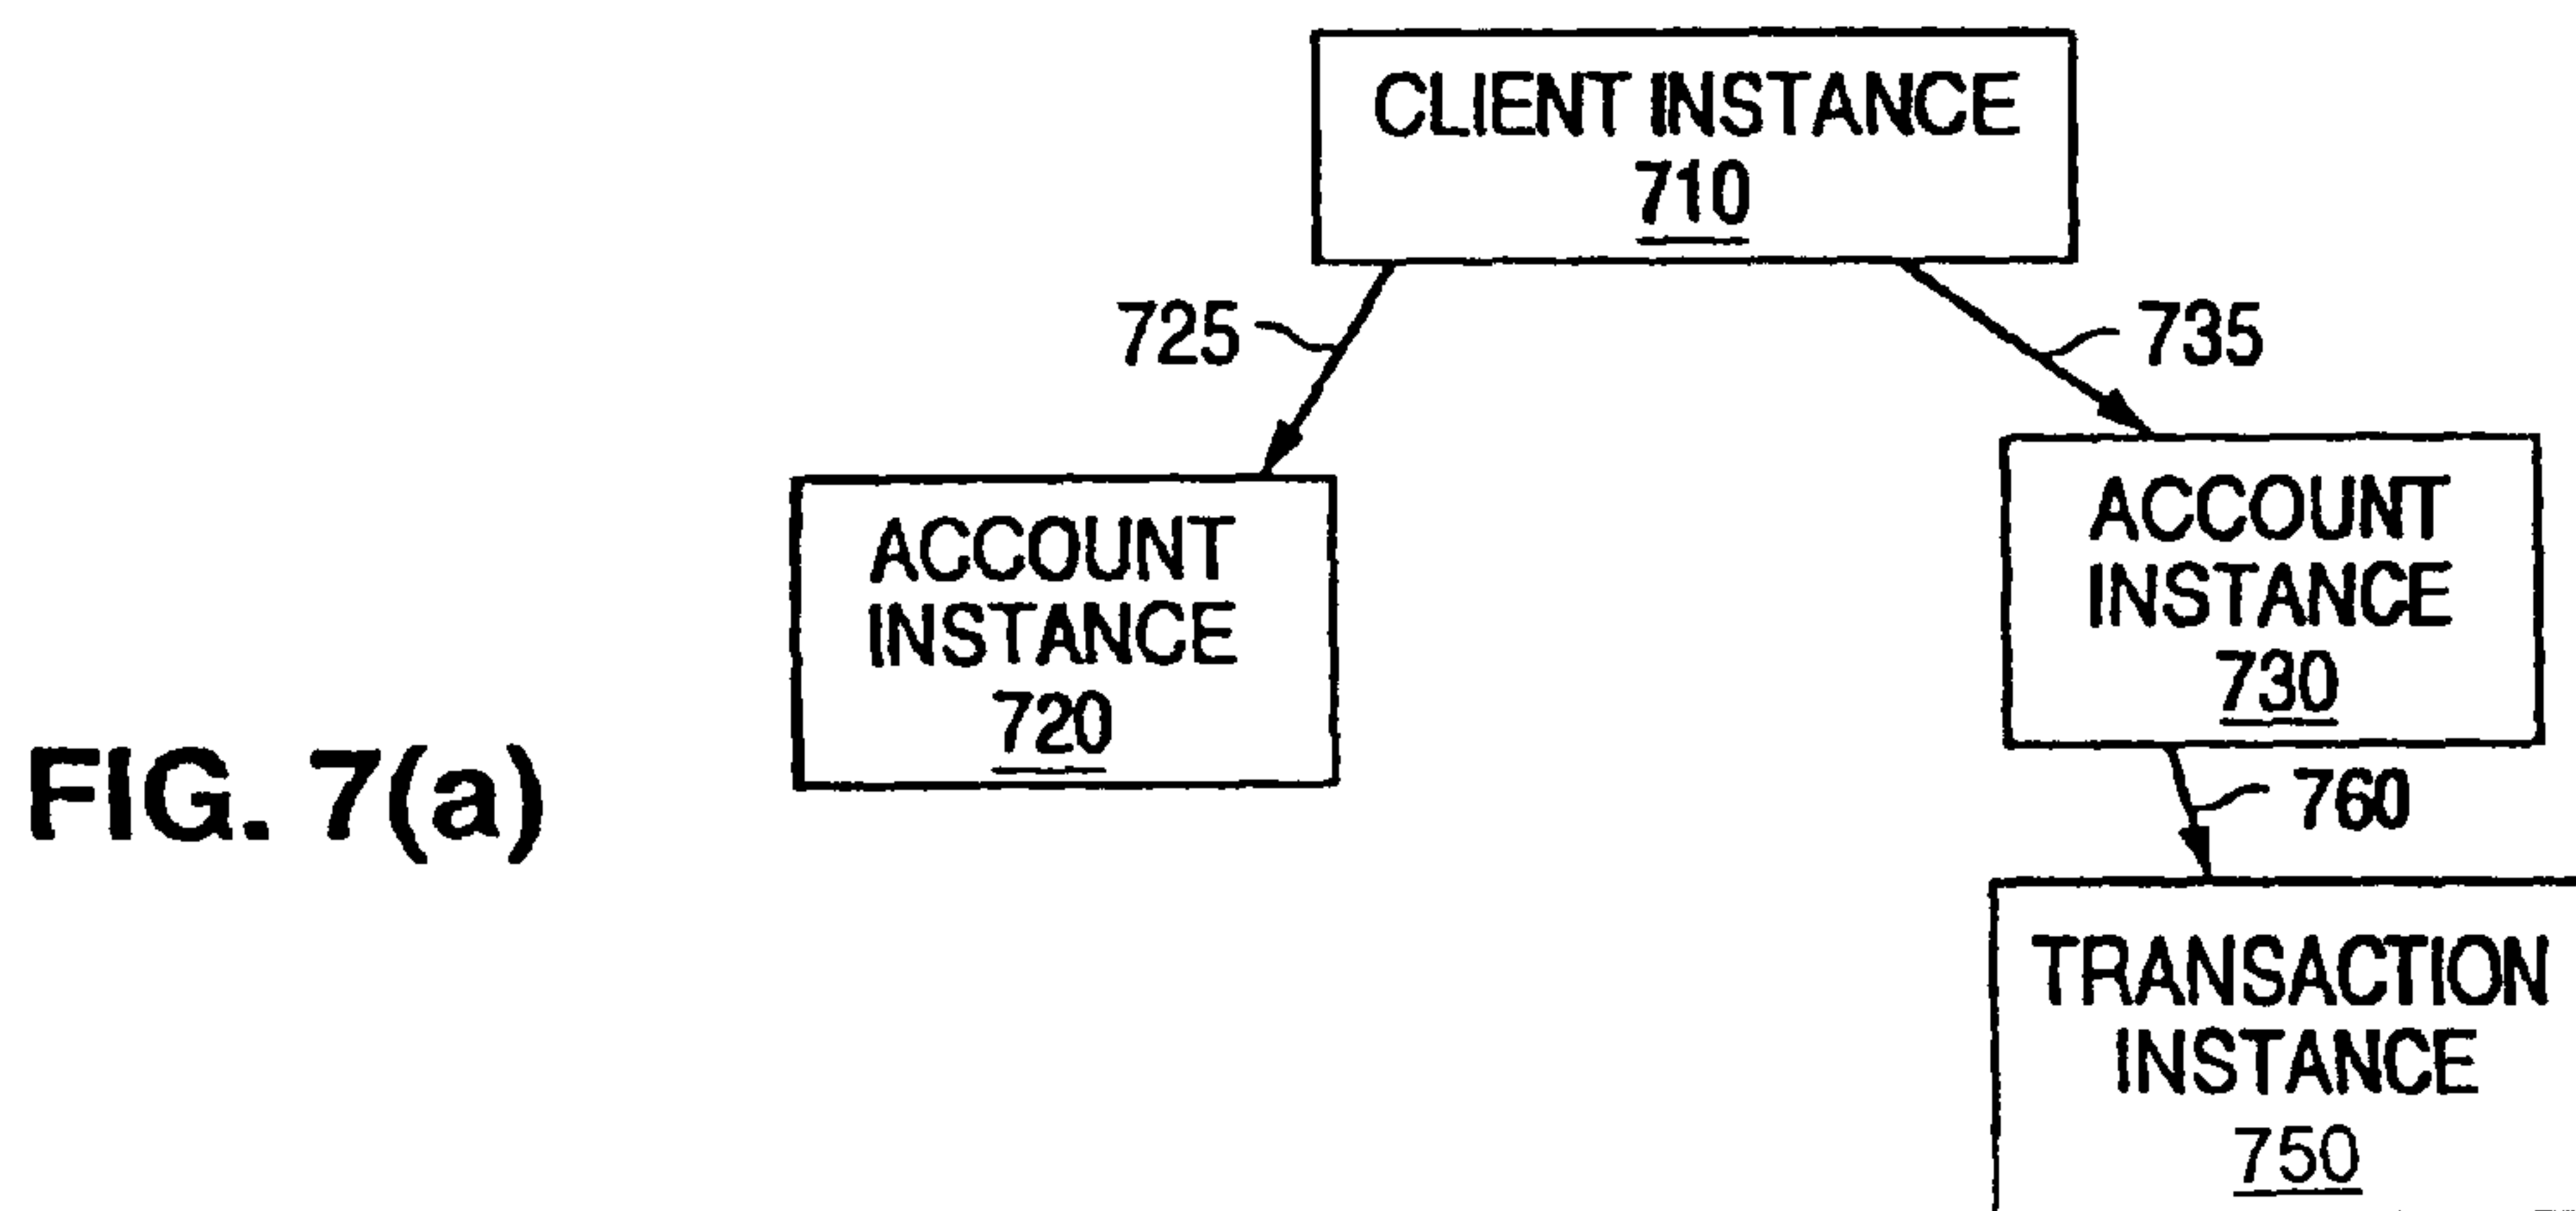 CLIENT INSTANCE
710
725
735
ACCOUNT
INSTANCE
720
ACCOUNT
INSTANCE
730
760
FIG. 7(a)
TRANSACTION
INSTANCE
750